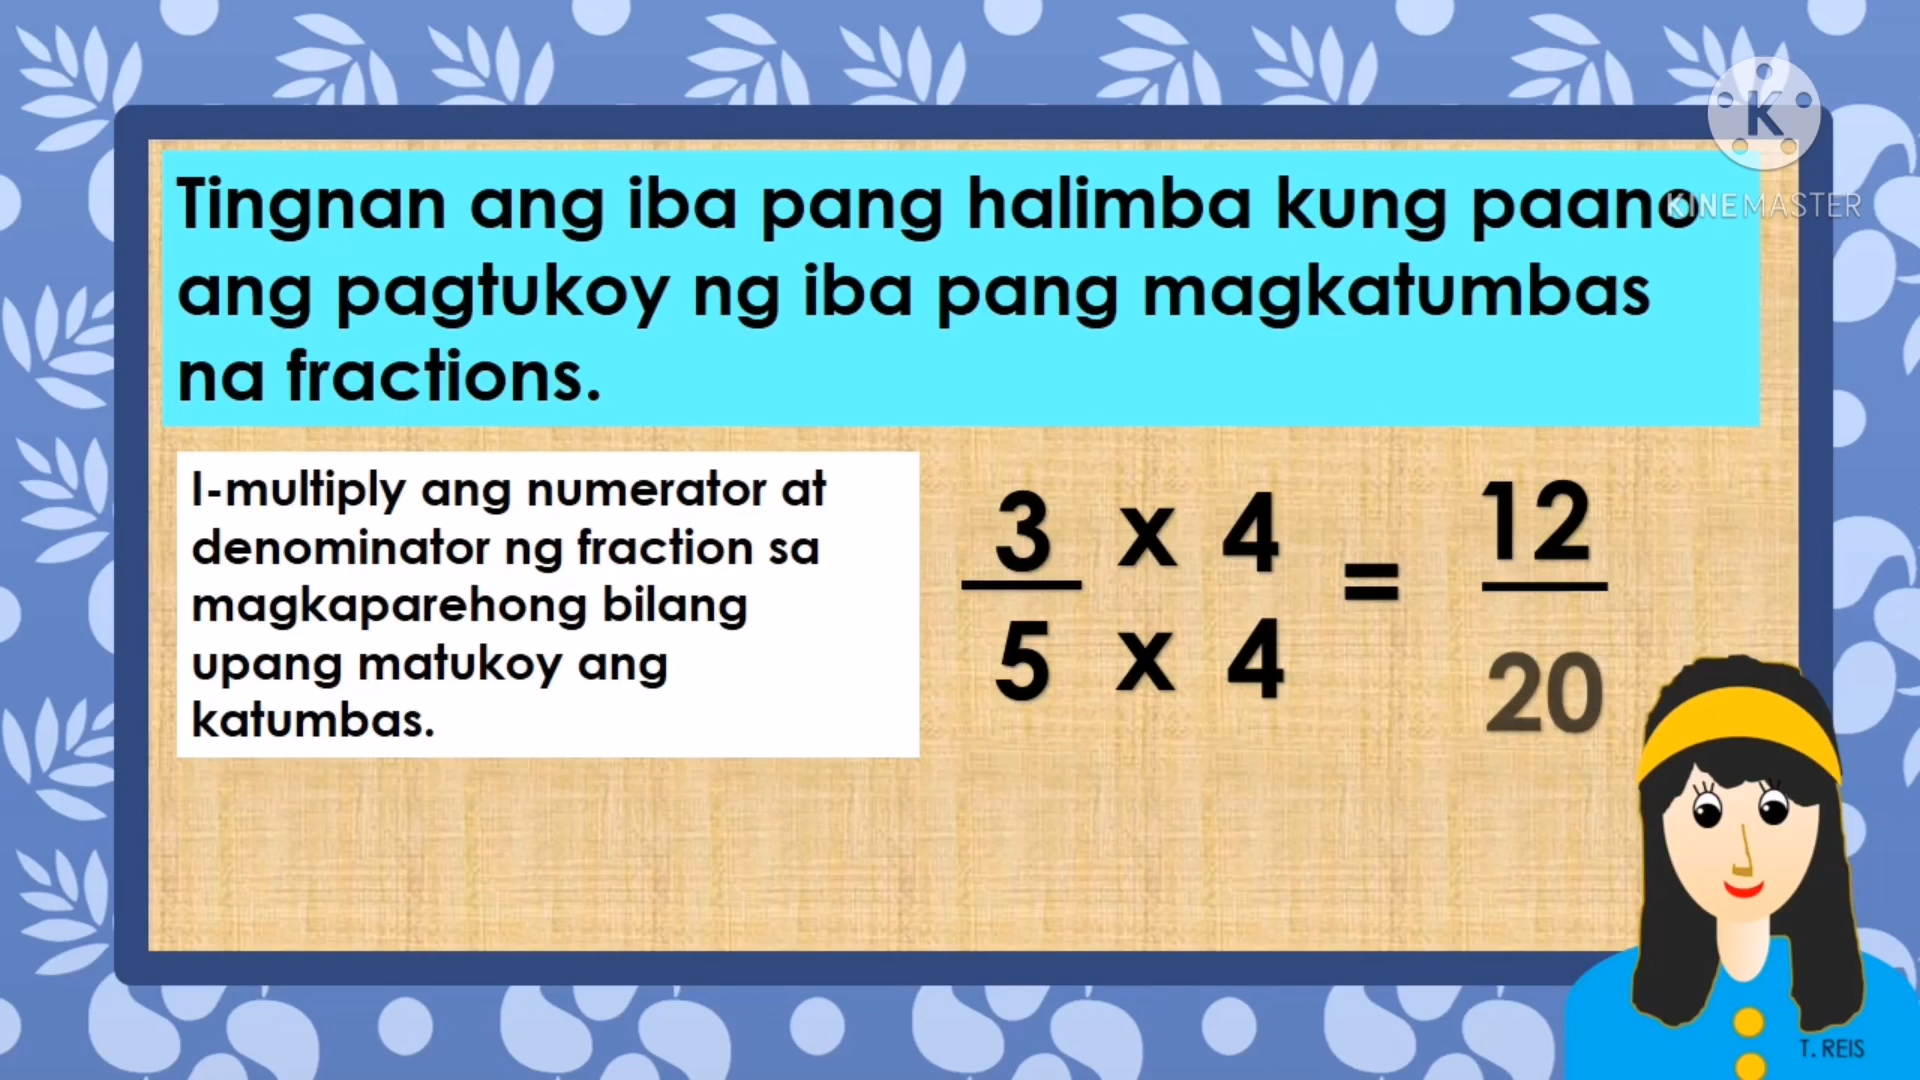 Tingnan ang iba pang halimba kung paano
ang pagtukoy ng iba pang magkatumbas
na fractions.
I-multiply ang numerator at
denominator ng fraction sa
magkaparehong bilang
upang matukoy ang
katumbas.
3 x 4 = 12
5 x 4 20
K
KINEMASTER
T. REIS